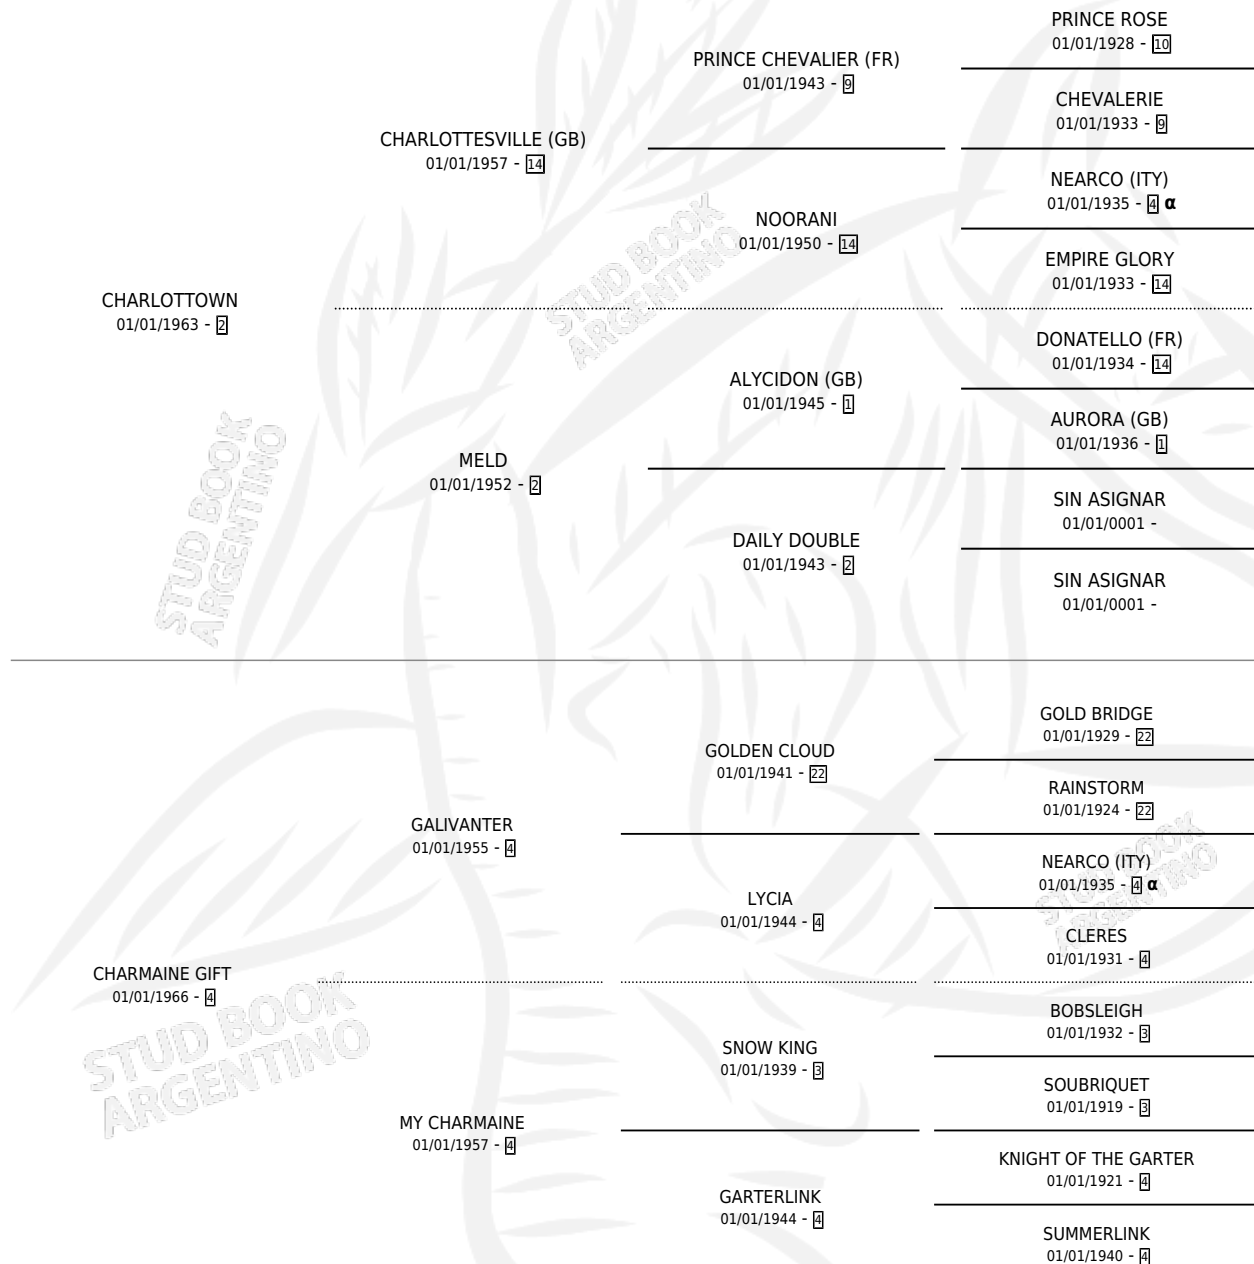 PRINCE ROSE
01/01/1928 - 10
PRINCE CHEVALIER (FR)
01/01/1943 - 9
CHEVALERIE
01/01/1933 - 9
CHARLOTTESVILLE (GB)
01/01/1957 - 14
NEARCO (ITY)
01/01/1935 - 4 α
NOORANI
01/01/1950 - 14
EMPIRE GLORY
01/01/1933 - 14
STUD BOOK
ARGENTINO
CHARLOTTOWN
01/01/1963 - 2
DONATELLO (FR)
01/01/1934 - 14
ALYCIDON (GB)
01/01/1945 - 1
AURORA (GB)
01/01/1936 - 1
MELD
01/01/1952 - 2
SIN ASIGNAR
01/01/0001 -
DAILY DOUBLE
01/01/1943 - 2
SIN ASIGNAR
01/01/0001 -
STUD BOOK
ARGENTINO
GOLD BRIDGE
01/01/1929 - 22
GOLDEN CLOUD
01/01/1941 - 22
RAINSTORM
01/01/1924 - 22
GALIVANTER
01/01/1955 - 4
NEARCO (ITY)
01/01/1935 - 4 α
LYCIA
01/01/1944 - 4
CLERES
01/01/1931 - 4
STUD BOOK
ARGENTINO
CHARMAINE GIFT
01/01/1966 - 4
BOBSLEIGH
01/01/1932 - 3
SNOW KING
01/01/1939 - 3
SOUBRIQUET
01/01/1919 - 3
STUD BOOK
ARGENTINO
MY CHARMAINE
01/01/1957 - 4
KNIGHT OF THE GARTER
01/01/1921 - 4
GARTERLINK
01/01/1944 - 4
SUMMERLINK
01/01/1940 - 4